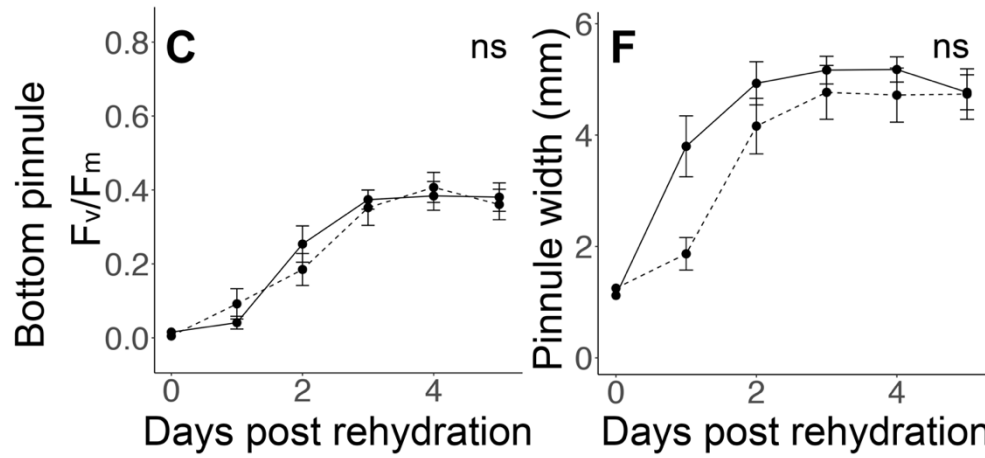 C
ns
Bottom pinnule
Fv/Fm
0.8
0.6
0.4
0.2
0.0
0
2
4
Days post rehydration
F
ns
Pinnule width (mm)
6
4
2
0
0
2
4
Days post rehydration